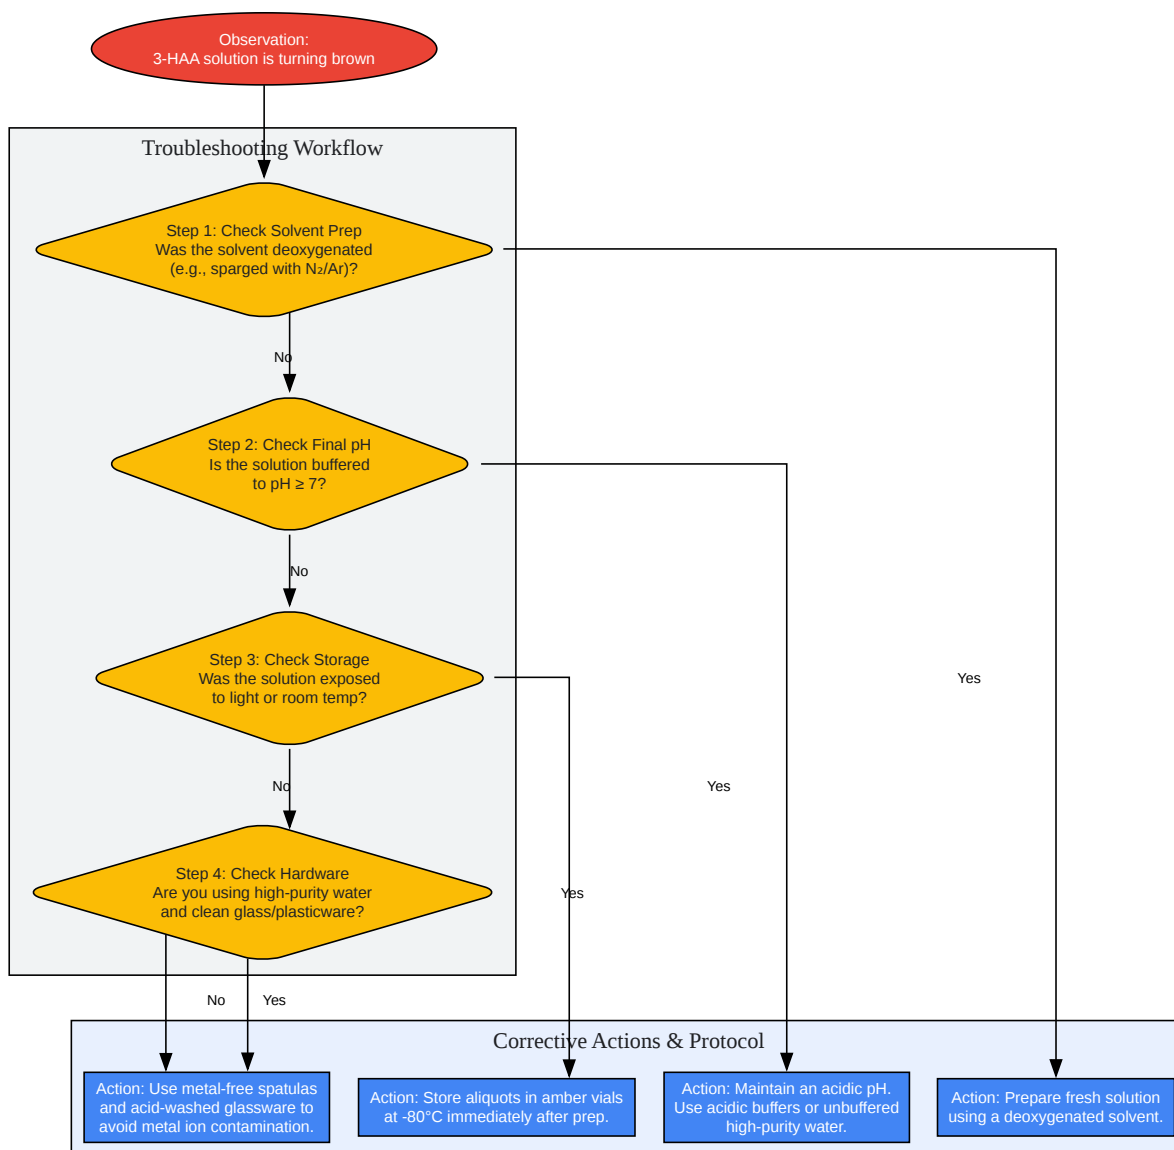 Observation:
3-HAA solution is turning brown
Troubleshooting Workflow
Step 1: Check Solvent Prep
Was the solvent deoxygenated
(e.g., sparged with N₂/Ar)?
No
Step 2: Check Final pH
Is the solution buffered
to pH ≥ 7?
No
Step 3: Check Storage
Was the solution exposed
to light or room temp?
Yes
No
Yes
Step 4: Check Hardware
Are you using high-purity water
and clean glass/plasticware?
Yes
No
Yes
Corrective Actions & Protocol
Action: Use metal-free spatulas
and acid-washed glassware to
avoid metal ion contamination.
Action: Store aliquots in amber vials
at -80°C immediately after prep.
Action: Maintain an acidic pH.
Use acidic buffers or unbuffered
high-purity water.
Action: Prepare fresh solution
using a deoxygenated solvent.